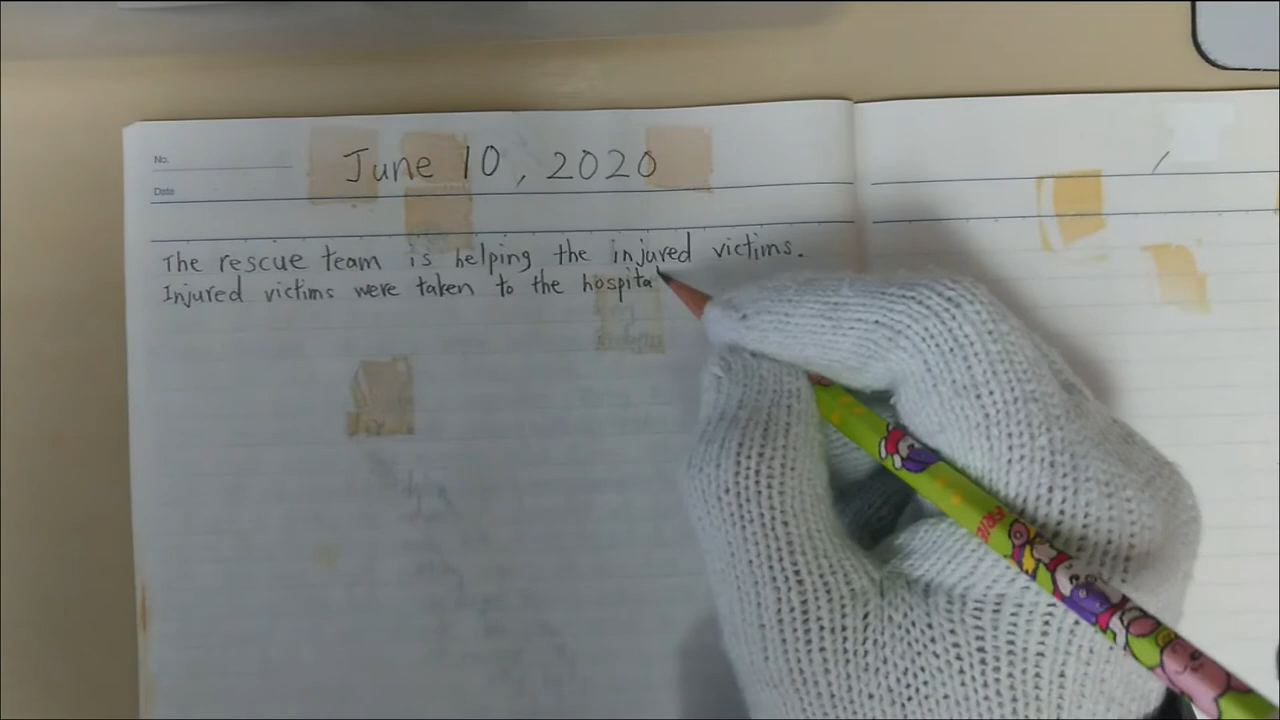 No.
June 10, 2020
Date
The rescue team is helping the injured victims.
Injured victims were taken to the hospita